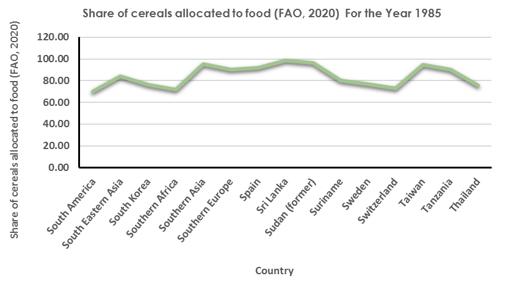 Share of cereals allocated to food (FAO, 2020)  For the Year 1985
Share of cereals allocated to food (FAO, 2020)
120.00
100.00
80.00
60.00
40.00
20.00
0.00
South America
South Eastern Asia
South Korea
Southern Africa
Southern Asia
Southern Europe
Spain
Sri Lanka
Sudan (former)
Suriname
Sweden
Switzerland
Taiwan
Tanzania
Thailand
Country